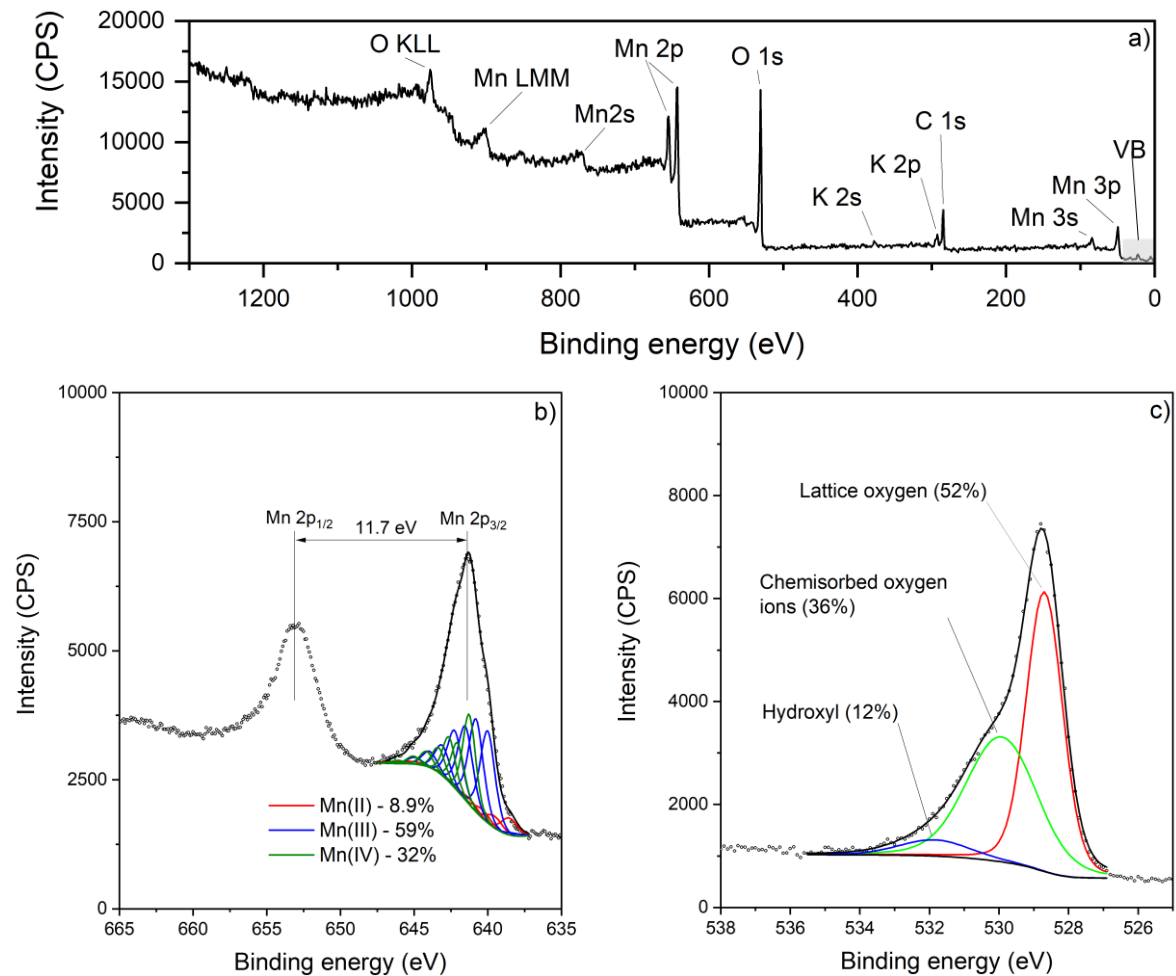 a)
Intensity (CPS)
20000
15000
10000
5000
0
O KLL
Mn LMM
Mn2s
Mn 2p
O 1s
K 2s
K 2p
C 1s
Mn 3s
Mn 3p
VB
1200 1000 800 600 400 200 0
Binding energy (eV)
b)
Intensity (CPS)
10000
7500
5000
2500
0
Mn 2p1/2
11.7 eV
Mn 2p3/2
Mn(II) - 8.9%
Mn(III) - 59%
Mn(IV) - 32%
665 660 655 650 645 640 635
Binding energy (eV)
c)
Intensity (CPS)
10000
8000
6000
4000
2000
0
Lattice oxygen (52%)
Chemisorbed oxygen
ions (36%)
Hydroxyl (12%)
538 536 534 532 530 528 526
Binding energy (eV)